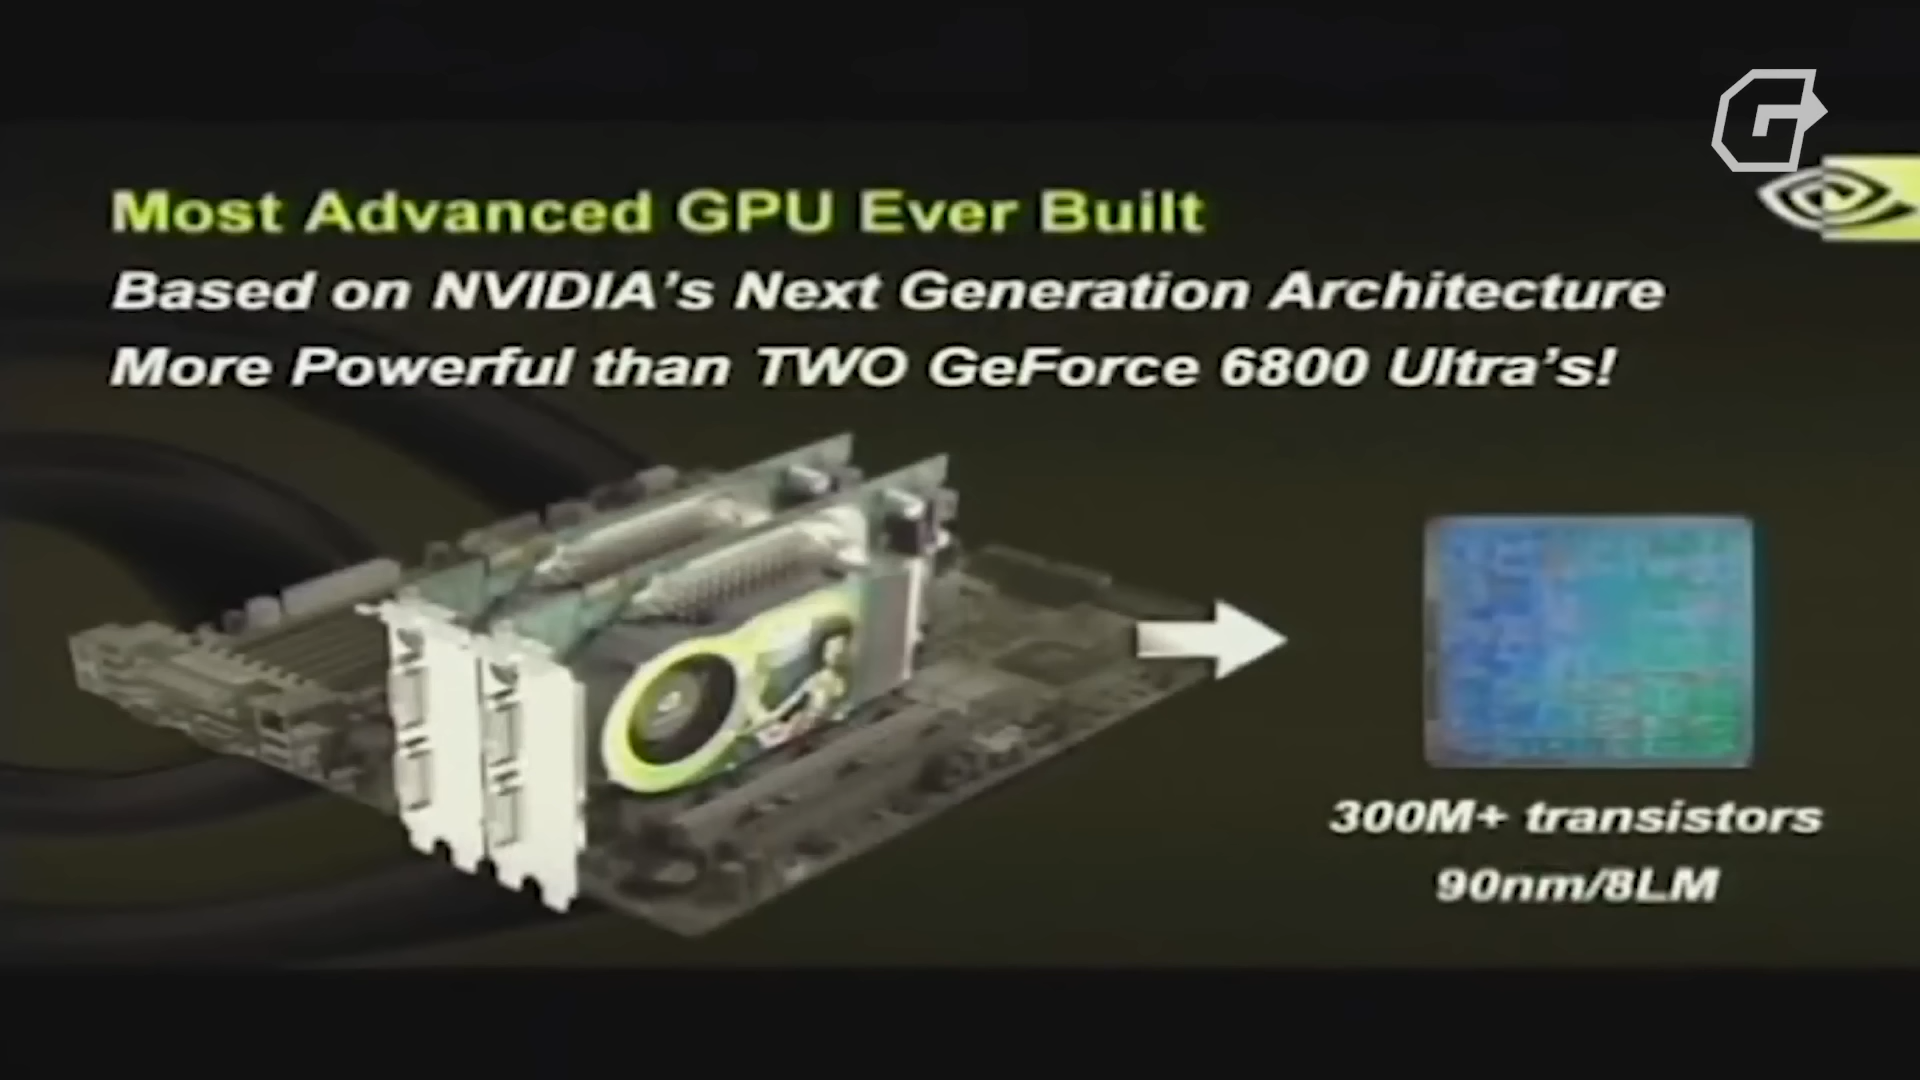 Most Advanced GPU Ever Built
Based on NVIDIA's Next Generation Architecture
More Powerful than TWO GeForce 6800 Ultra's!
300M+ transistors
90nm/8LM